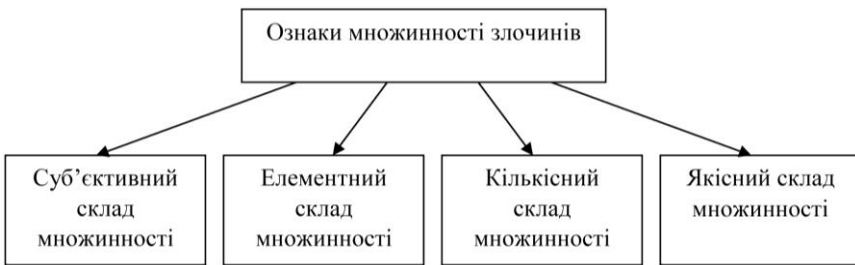 Ознаки множинності злочинів
Суб’єктивний
склад
множинності
Елементний
склад
множинності
Кількісний
склад
множинності
Якісний склад
множинності